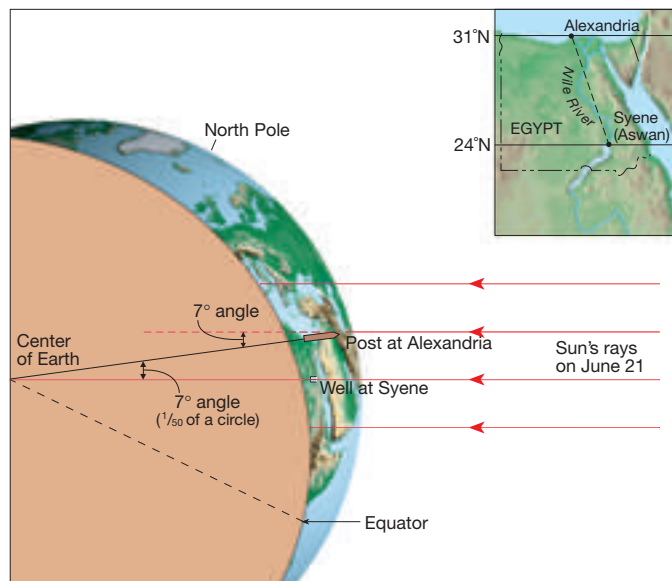 31°N
Alexandria
Nile River
Syene
(Aswan)
EGYPT
24°N
North Pole
7° angle
Center
of Earth
Post at Alexandria
Sun's rays
on June 21
Well at Syene
7° angle
(1/50 of a circle)
Equator